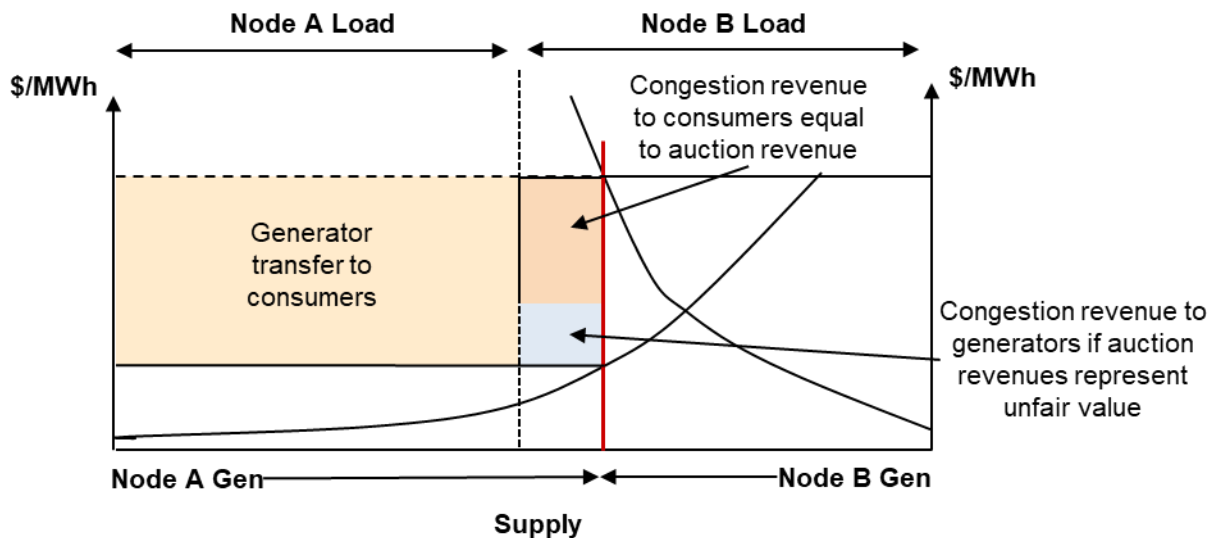 Node A Load
Node B Load
$/MWh
$/MWh
Congestion revenue
to consumers equal
to auction revenue
Generator
transfer to
consumers
Congestion revenue to
generators if auction
revenues represent
unfair value
Node A Gen
Node B Gen
Supply